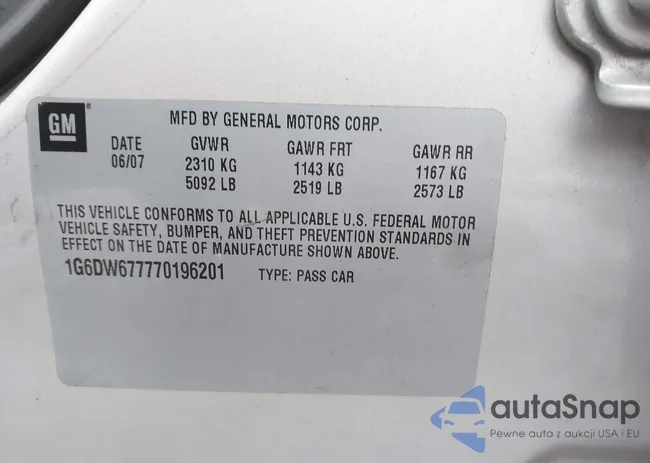 GM ®
MFD BY GENERAL MOTORS CORP.
DATE GVWR GAWR FRT GAWR RR
06/07 2310 KG 1143 KG 1167 KG
5092 LB 2519 LB 2573 LB
THIS VEHICLE CONFORMS TO ALL APPLICABLE U.S. FEDERAL MOTOR
VEHICLE SAFETY, BUMPER, AND THEFT PREVENTION STANDARDS IN
EFFECT ON THE DATE OF MANUFACTURE SHOWN ABOVE.
1G6DW677770196201 TYPE: PASS CAR
autaSnap
Pewne auta z aukcji USA i EU